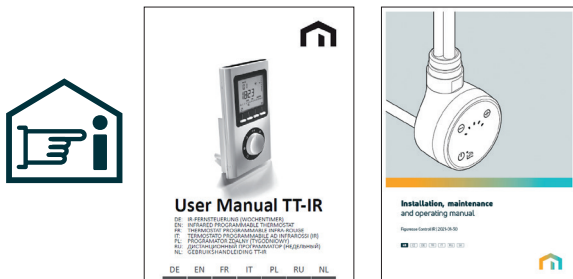 User Manual TT-IR
DE: IR-FERNSTEUERUNG (WOCHENTIMER)
EN: INFRARED PROGRAMMABLE THERMOSTAT
FR: THERMOSTAT PROGRAMMABLE INFRA-ROUGE
IT: TERMOSTATO PROGRAMMABILE AD INFRAROSSI (IR)
PL: PROGRAMATOR ZDALNY (TYGODNIOWY)
RU: ДИСТАНЦИОННЫЙ ПРОГРАММАТОР (НЕДЕЛЬНЫЙ)
NL: GEBRUIKSHANDLEIDING TT-IR
DE EN FR IT PL RU NL
Installation, maintenance
and operating manual